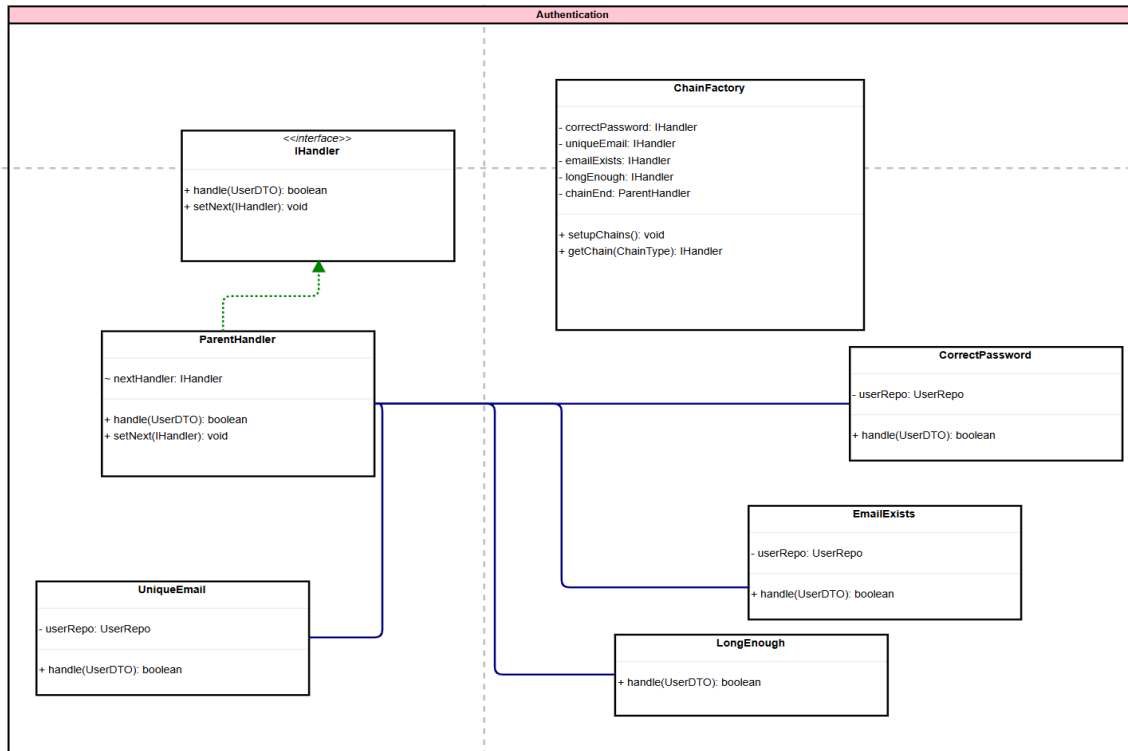 Authentication
<<interface>>
IHandler
+ handle(UserDTO): boolean
+ setNext(IHandler): void
ChainFactory
- correctPassword: IHandler
- uniqueEmail: IHandler
- emailExists: IHandler
- longEnough: IHandler
- chainEnd: ParentHandler
+ setupChains(): void
+ getChain(ChainType): IHandler
ParentHandler
~ nextHandler: IHandler
+ handle(UserDTO): boolean
+ setNext(IHandler): void
CorrectPassword
- userRepo: UserRepo
+ handle(UserDTO): boolean
EmailExists
- userRepo: UserRepo
+ handle(UserDTO): boolean
UniqueEmail
- userRepo: UserRepo
+ handle(UserDTO): boolean
LongEnough
+ handle(UserDTO): boolean